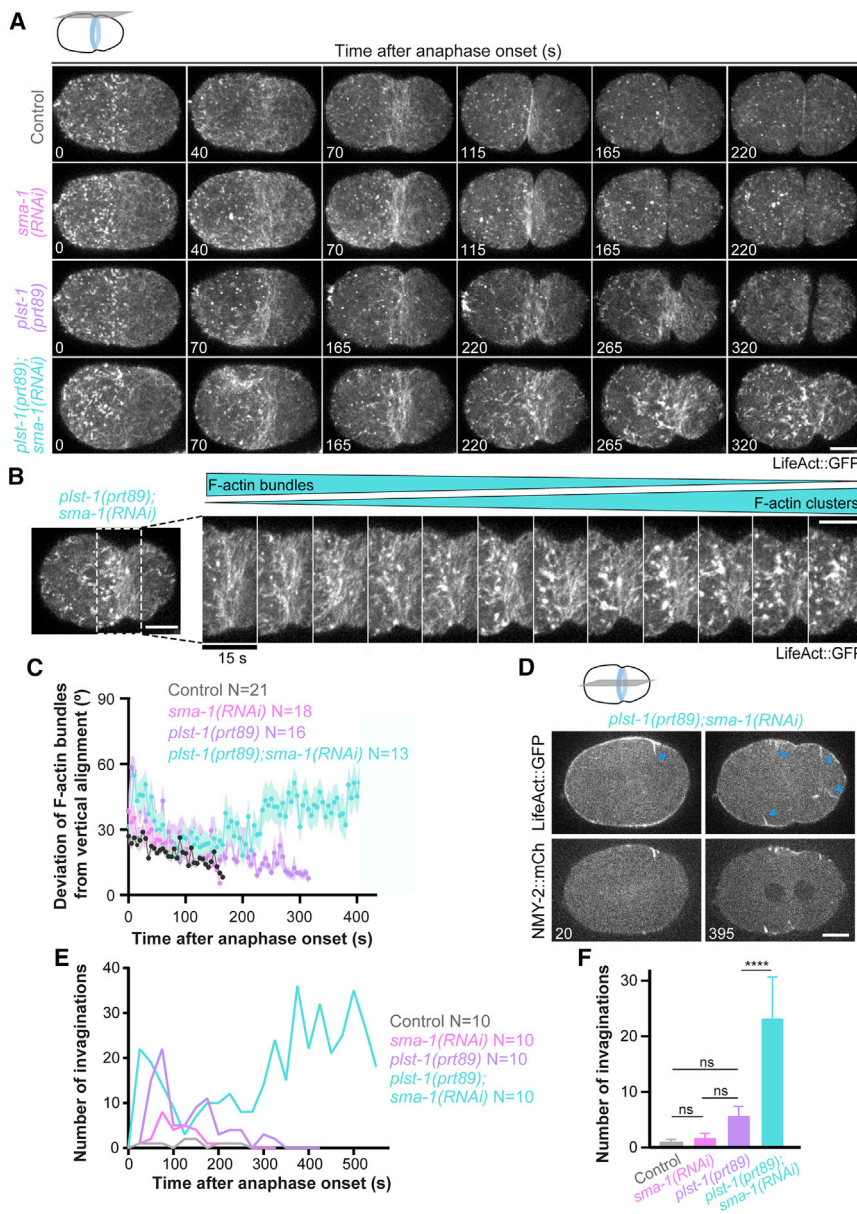 A
Time after anaphase onset (s)
Control
0
40
70
115
165
220
sma-1
(RNAi)
0
40
70
115
165
220
plst-1
(prt89)
0
70
165
220
265
320
plst-1(prt89);
sma-1(RNAi)
0
70
165
220
265
320
LifeAct::GFP
B
plst-1(prt89);
sma-1(RNAi)
F-actin bundles
F-actin clusters
15 s
LifeAct::GFP
C
Control N=21
sma-1(RNAi) N=18
plst-1(prt89) N=16
plst-1(prt89);sma-1(RNAi) N=13
Deviation of F-actin bundles
from vertical alignment (º)
90
60
30
0
0
100
200
300
400
Time after anaphase onset (s)
D
plst-1(prt89);sma-1(RNAi)
LifeAct::GFP
NMY-2::mCh
20
395
E
Number of invaginations
40
30
20
10
0
0
100
200
300
400
500
Time after anaphase onset (s)
Control N=10
sma-1(RNAi) N=10
plst-1(prt89) N=10
plst-1(prt89);
sma-1(RNAi) N=10
F
Number of invaginations
30
20
10
0
****
ns
ns
ns
Control
sma-1(RNAi)
plst-1(prt89)
plst-1(prt89);
sma-1(RNAi)